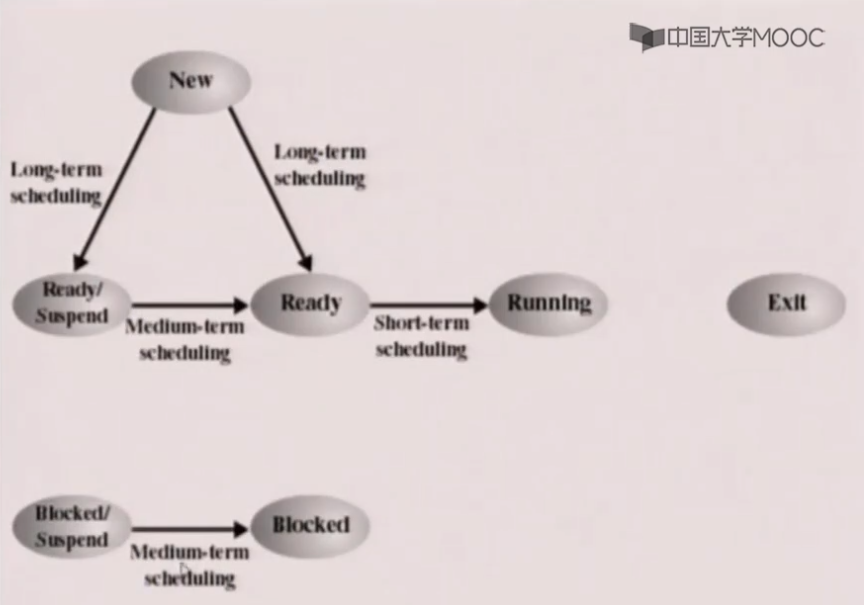 中国大学MOOC
New
Long-term
scheduling
Long-term
scheduling
Ready/
Suspend
Medium-term
scheduling
Ready
Short-term
scheduling
Running
Exit
Blocked/
Suspend
Medium-term
scheduling
Blocked